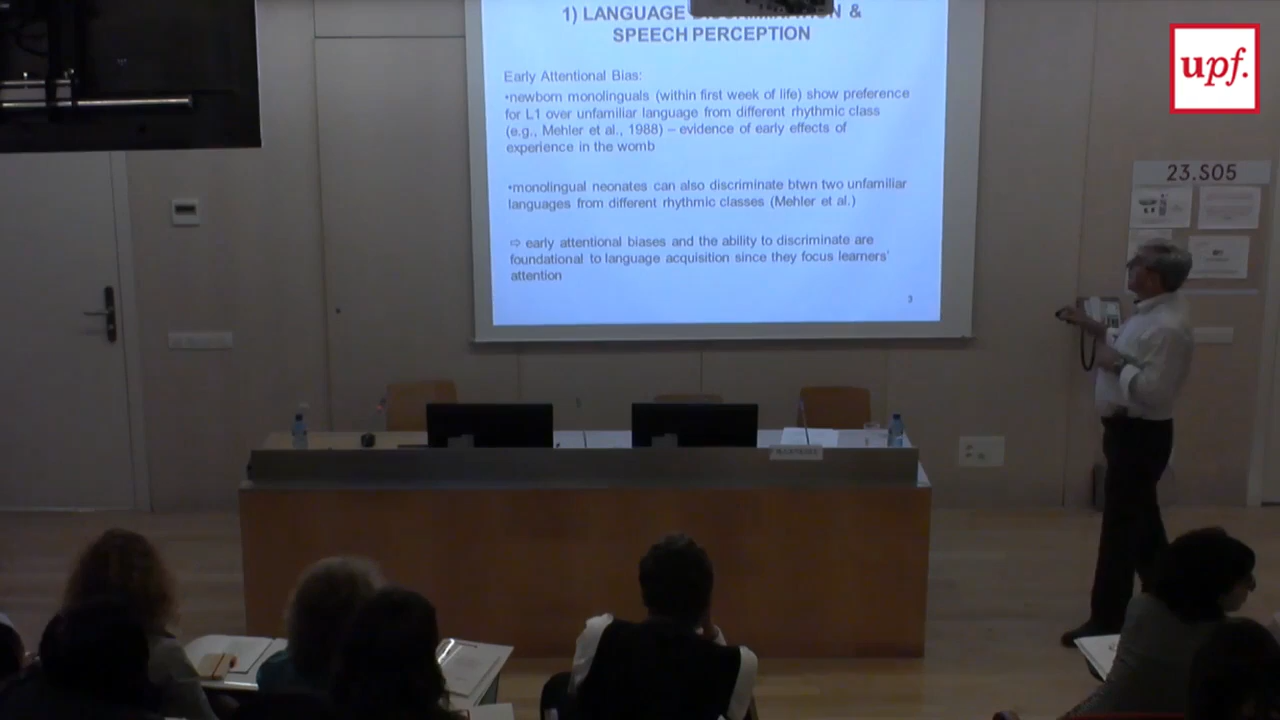 1) LANGUAGE &
SPEECH PERCEPTION
Early Attentional Bias:
•newborn monolinguals (within first week of life) show preference
for L1 over unfamiliar language from different rhythmic class
(e.g., Mehler et al., 1988) – evidence of early effects of
experience in the womb
•monolingual neonates can also discriminate btwn two unfamiliar
languages from different rhythmic classes (Mehler et al.)
⇨ early attentional biases and the ability to discriminate are
foundational to language acquisition since they focus learners'
attention
3
upf.
23.S05